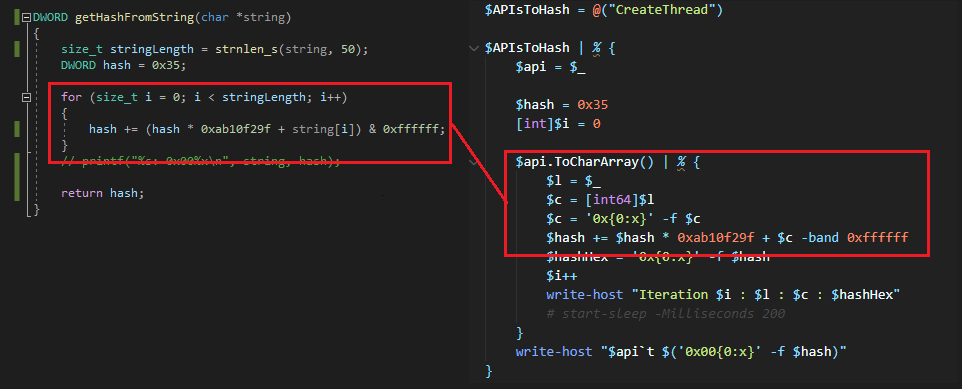 DWORD getHashFromString(char *string)
{
size_t stringLength = strnlen_s(string, 50);
DWORD hash = 0x35;
for (size_t i = 0; i < stringLength; i++)
{
hash += (hash * 0xab10f29f + string[i]) & 0xffffff;
}
// printf("%s: 0x00%x\n", string, hash);
return hash;
}
$APIsToHash = @("CreateThread")
$APIsToHash | % {
$api = $_
$hash = 0x35
[int]$i = 0
$api.ToCharArray() | % {
$l = $_
$c = [int64]$l
$c = '0x{0:x}' -f $c
$hash += $hash * 0xab10f29f + $c -band 0xffffff
$hashHex = '0x{0:x}' -f $hash
$i++
write-host "Iteration $i : $l : $c : $hashHex"
# start-sleep -Milliseconds 200
}
write-host "$api`t $('0x00{0:x}' -f $hash)"
}